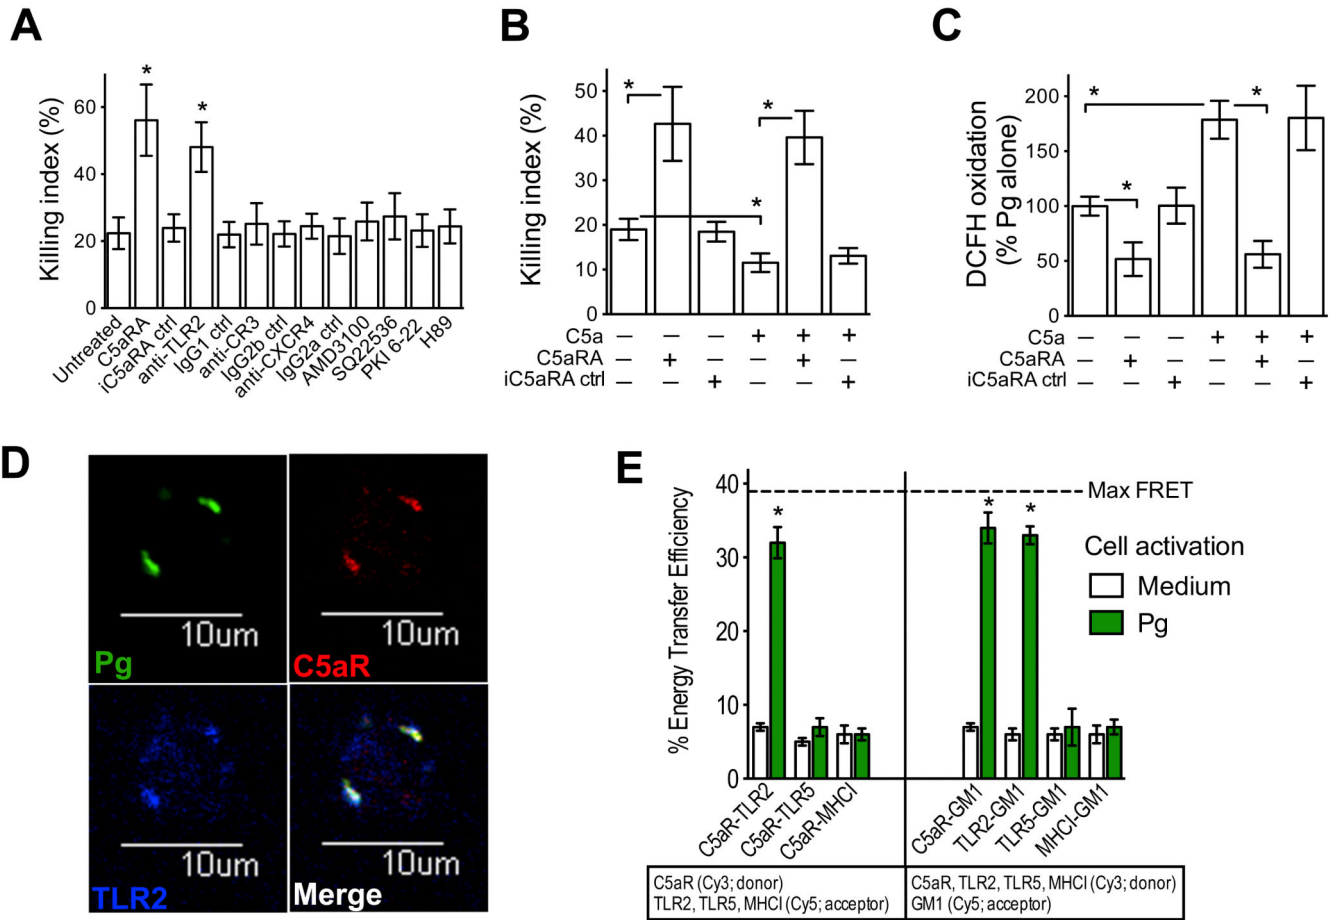 A
Killing index (%)
60
40
20
0
*
*
Untreated
C5aRA
iC5aRA ctrl
anti-TLR2
IgG1 ctrl
anti-CR3
IgG2b ctrl
anti-CXCR4
IgG2a ctrl
AMD3100
SQ22536
PKI 6-22
H89
B
Killing index (%)
50
40
30
20
10
0
*
*
*
C5a — — — + + +
C5aRA — + — — + —
iC5aRA ctrl — — + — — +
C
DCFH oxidation
(% Pg alone)
200
150
100
50
0
*
*
*
C5a — — — + + +
C5aRA — + — — + —
iC5aRA ctrl — — + — — +
D
10um
Pg
10um
C5aR
10um
TLR2
10um
Merge
E
% Energy Transfer Efficiency
40
30
20
10
0
Max FRET
*
*
*
Cell activation
Medium
Pg
C5aR-TLR2
C5aR-TLR5
C5aR-MHCI
C5aR-GM1
TLR2-GM1
TLR5-GM1
MHCI-GM1
C5aR (Cy3; donor)
TLR2, TLR5, MHCI (Cy5; acceptor)
C5aR, TLR2, TLR5, MHCI (Cy3; donor)
GM1 (Cy5; acceptor)